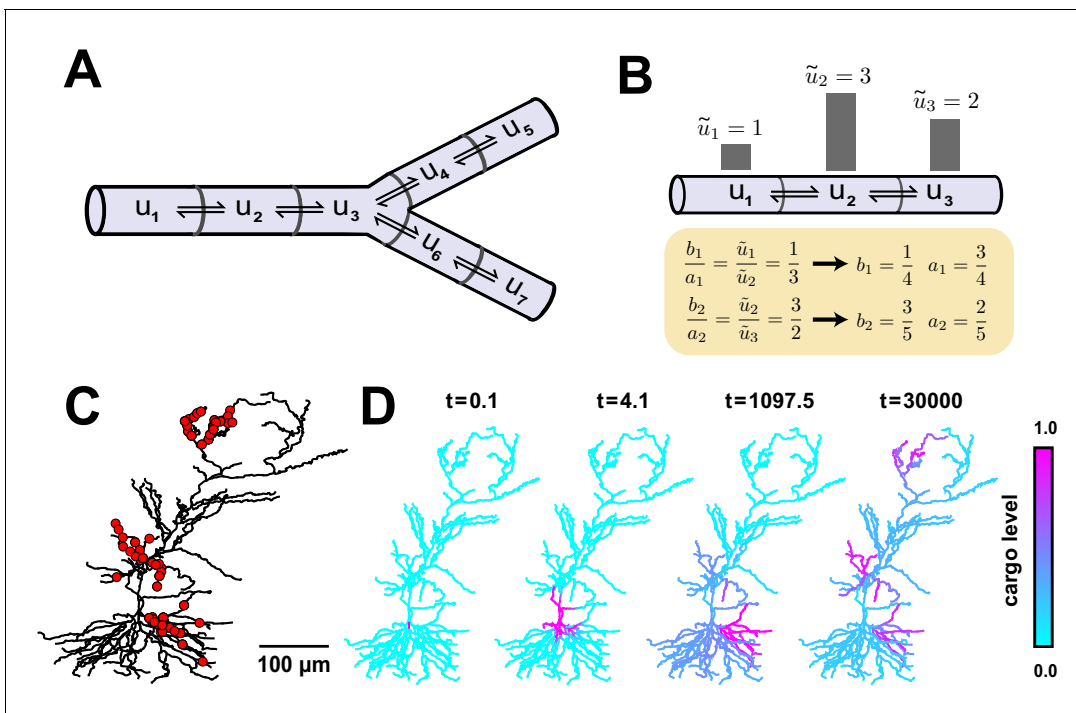 A
u₁ ⇌ u₂ ⇌ u₃
u₄ ⇌ u₅
u₆ ⇌ u₇
B
ũ₁ = 1
ũ₂ = 3
ũ₃ = 2
u₁ ⇌ u₂ ⇌ u₃
b₁/a₁ = ũ₁/ũ₂ = 1/3 → b₁ = 1/4 a₁ = 3/4
b₂/a₂ = ũ₂/ũ₃ = 3/2 → b₂ = 3/5 a₂ = 2/5
C
100 µm
D
t=0.1 t=4.1 t=1097.5 t=30000
1.0
cargo level
0.0